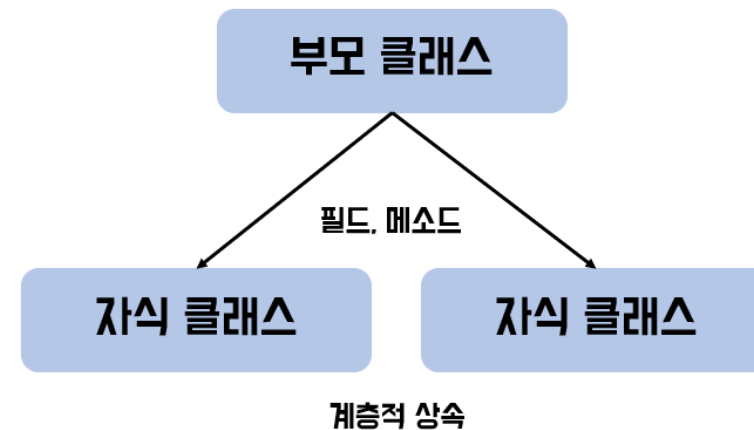 부모 클래스
필드, 메소드
자식 클래스
자식 클래스
계층적 상속